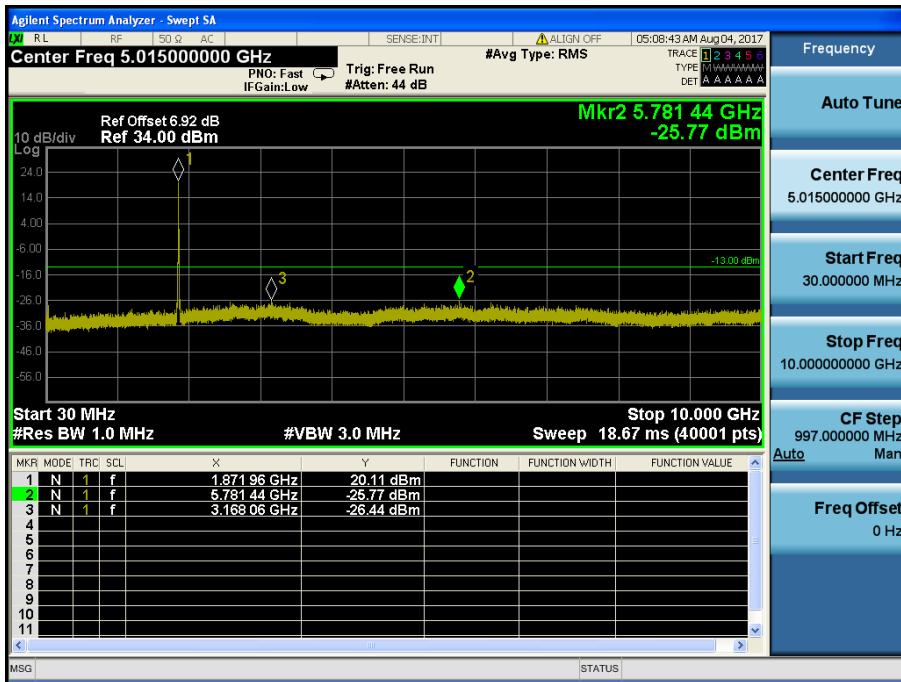 Agilent Spectrum Analyzer - Swept SA
LXI RL RF 50 Ω AC SENSE:INT ALIGN OFF 05:08:43 AM Aug 04, 2017
Center Freq 5.015000000 GHz #Avg Type: RMS TRACE 1 2 3 4 5 6
PNO: Fast Trig: Free Run TYPE M WWWWW
IFGain:Low #Atten: 44 dB DET A A A A A A
Mkr2 5.781 44 GHz
-25.77 dBm
Ref Offset 6.92 dB
10 dB/div Ref 34.00 dBm
Log
1
24.0
14.0
4.00
-6.00
-13.00 dBm
-16.0
3
2
-26.0
-36.0
-46.0
-56.0
Start 30 MHz Stop 10.000 GHz
#Res BW 1.0 MHz #VBW 3.0 MHz Sweep 18.67 ms (40001 pts)
MKR MODE TRC SCL X Y FUNCTION FUNCTION WIDTH FUNCTION VALUE
1 N 1 f 1.871 96 GHz 20.11 dBm
2 N 1 f 5.781 44 GHz -25.77 dBm
3 N 1 f 3.168 06 GHz -26.44 dBm
4
5
6
7
8
9
10
11
MSG STATUS
Frequency
Auto Tune
Center Freq
5.015000000 GHz
Start Freq
30.000000 MHz
Stop Freq
10.000000000 GHz
CF Step
997.000000 MHz
Auto Man
Freq Offset
0 Hz